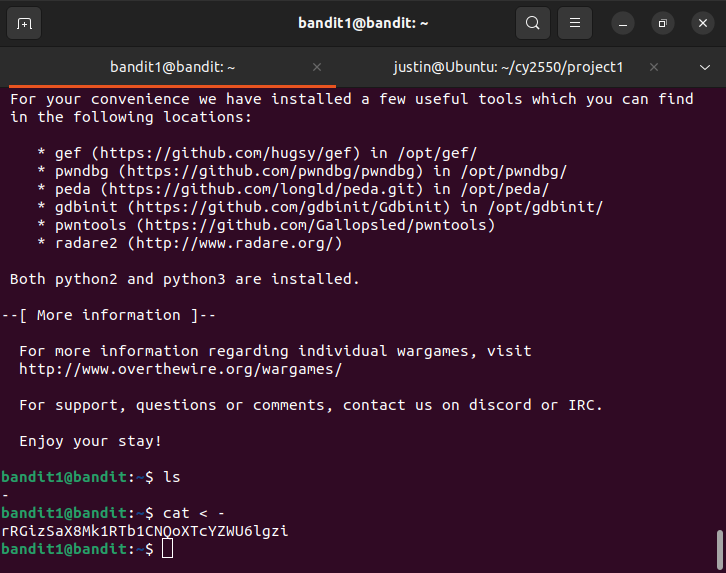 bandit1@bandit: ~
bandit1@bandit: ~
justin@Ubuntu: ~/cy2550/project1
For your convenience we have installed a few useful tools which you can find
in the following locations:
* gef (https://github.com/hugsy/gef) in /opt/gef/
* pwndbg (https://github.com/pwndbg/pwndbg) in /opt/pwndbg/
* peda (https://github.com/longld/peda.git) in /opt/peda/
* gdbinit (https://github.com/gdbinit/Gdbinit) in /opt/gdbinit/
* pwntools (https://github.com/Gallopsled/pwntools)
* radare2 (http://www.radare.org/)
Both python2 and python3 are installed.
--[ More information ]--
For more information regarding individual wargames, visit
http://www.overthewire.org/wargames/
For support, questions or comments, contact us on discord or IRC.
Enjoy your stay!
bandit1@bandit:~$ ls
-
bandit1@bandit:~$ cat < -
rRGizSaX8Mk1RTb1CNQoXTcYZWU6lgzi
bandit1@bandit:~$